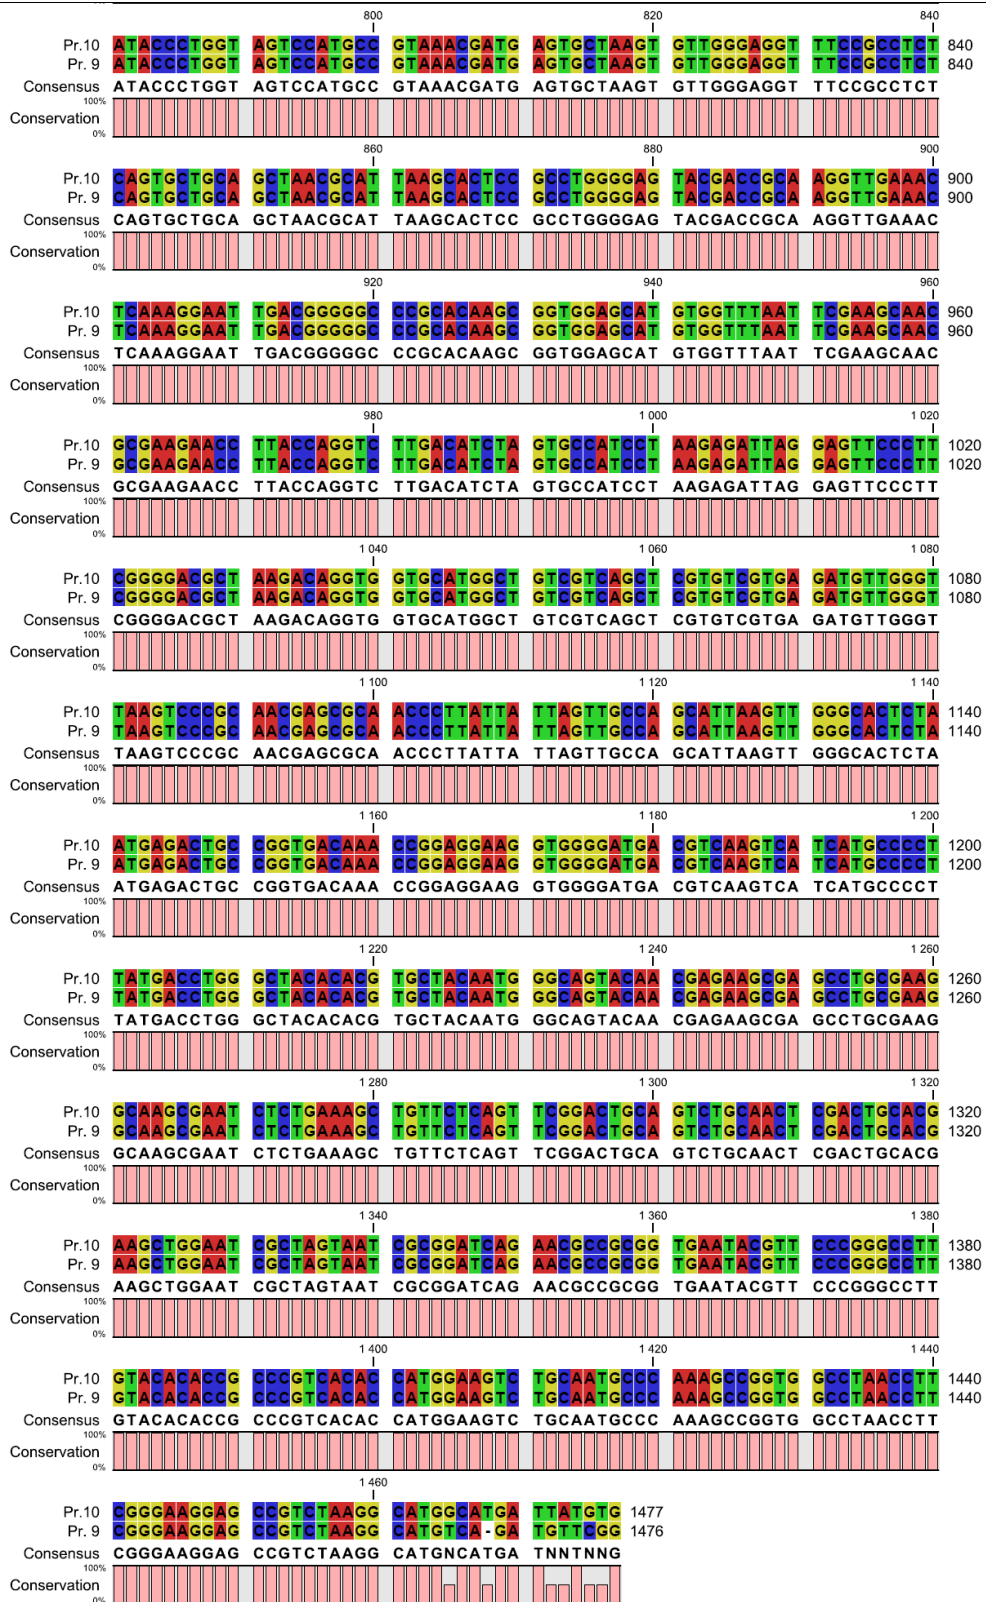 800 820 840
Pr.10 ATACCCTGGT AGTCCATGCC GTAAACGATG AGTGCTAAGT GTTGGGAGGT TTCCGCCTCT 840
Pr. 9 ATACCCTGGT AGTCCATGCC GTAAACGATG AGTGCTAAGT GTTGGGAGGT TTCCGCCTCT 840
Consensus ATACCCTGGT AGTCCATGCC GTAAACGATG AGTGCTAAGT GTTGGGAGGT TTCCGCCTCT
100%
Conservation
0%
860 880 900
Pr.10 CAGTGCTGCA GCTAACGCAT TAAGCACTCC GCCTGGGGAG TACGACCGCA AGGTTGAAAC 900
Pr. 9 CAGTGCTGCA GCTAACGCAT TAAGCACTCC GCCTGGGGAG TACGACCGCA AGGTTGAAAC 900
Consensus CAGTGCTGCA GCTAACGCAT TAAGCACTCC GCCTGGGGAG TACGACCGCA AGGTTGAAAC
100%
Conservation
0%
920 940 960
Pr.10 TCAAAGGAAT TGACGGGGGC CCGCACAAGC GGTGGAGCAT GTGGTTTAAT TCGAAGCAAC 960
Pr. 9 TCAAAGGAAT TGACGGGGGC CCGCACAAGC GGTGGAGCAT GTGGTTTAAT TCGAAGCAAC 960
Consensus TCAAAGGAAT TGACGGGGGC CCGCACAAGC GGTGGAGCAT GTGGTTTAAT TCGAAGCAAC
100%
Conservation
0%
980 1 000 1 020
Pr.10 GCGAAGAACC TTACCAGGTC TTGACATCTA GTGCCATCCT AAGAGATTAG GAGTTCCCTT 1020
Pr. 9 GCGAAGAACC TTACCAGGTC TTGACATCTA GTGCCATCCT AAGAGATTAG GAGTTCCCTT 1020
Consensus GCGAAGAACC TTACCAGGTC TTGACATCTA GTGCCATCCT AAGAGATTAG GAGTTCCCTT
100%
Conservation
0%
1 040 1 060 1 080
Pr.10 CGGGGACGCT AAGACAGGTG GTGCATGGCT GTCGTCAGCT CGTGTCGTGA GATGTTGGGT 1080
Pr. 9 CGGGGACGCT AAGACAGGTG GTGCATGGCT GTCGTCAGCT CGTGTCGTGA GATGTTGGGT 1080
Consensus CGGGGACGCT AAGACAGGTG GTGCATGGCT GTCGTCAGCT CGTGTCGTGA GATGTTGGGT
100%
Conservation
0%
1 100 1 120 1 140
Pr.10 TAAGTCCCGC AACGAGCGCA ACCCTTATTA TTAGTTGCCA GCATTAAGTT GGGCACTCTA 1140
Pr. 9 TAAGTCCCGC AACGAGCGCA ACCCTTATTA TTAGTTGCCA GCATTAAGTT GGGCACTCTA 1140
Consensus TAAGTCCCGC AACGAGCGCA ACCCTTATTA TTAGTTGCCA GCATTAAGTT GGGCACTCTA
100%
Conservation
0%
1 160 1 180 1 200
Pr.10 ATGAGACTGC CGGTGACAAA CCGGAGGAAG GTGGGGATGA CGTCAAGTCA TCATGCCCCT 1200
Pr. 9 ATGAGACTGC CGGTGACAAA CCGGAGGAAG GTGGGGATGA CGTCAAGTCA TCATGCCCCT 1200
Consensus ATGAGACTGC CGGTGACAAA CCGGAGGAAG GTGGGGATGA CGTCAAGTCA TCATGCCCCT
100%
Conservation
0%
1 220 1 240 1 260
Pr.10 TATGACCTGG GCTACACACG TGCTACAATG GGCAGTACAA CGAGAAGCGA GCCTGCGAAG 1260
Pr. 9 TATGACCTGG GCTACACACG TGCTACAATG GGCAGTACAA CGAGAAGCGA GCCTGCGAAG 1260
Consensus TATGACCTGG GCTACACACG TGCTACAATG GGCAGTACAA CGAGAAGCGA GCCTGCGAAG
100%
Conservation
0%
1 280 1 300 1 320
Pr.10 GCAAGCGAAT CTCTGAAAGC TGTTCTCAGT TCGGACTGCA GTCTGCAACT CGACTGCACG 1320
Pr. 9 GCAAGCGAAT CTCTGAAAGC TGTTCTCAGT TCGGACTGCA GTCTGCAACT CGACTGCACG 1320
Consensus GCAAGCGAAT CTCTGAAAGC TGTTCTCAGT TCGGACTGCA GTCTGCAACT CGACTGCACG
100%
Conservation
0%
1 340 1 360 1 380
Pr.10 AAGCTGGAAT CGCTAGTAAT CGCGGATCAG AACGCCGCGG TGAATACGTT CCCGGGCCTT 1380
Pr. 9 AAGCTGGAAT CGCTAGTAAT CGCGGATCAG AACGCCGCGG TGAATACGTT CCCGGGCCTT 1380
Consensus AAGCTGGAAT CGCTAGTAAT CGCGGATCAG AACGCCGCGG TGAATACGTT CCCGGGCCTT
100%
Conservation
0%
1 400 1 420 1 440
Pr.10 GTACACACCG CCCGTCACAC CATGGAAGTC TGCAATGCCC AAAGCCGGTG GCCTAACCTT 1440
Pr. 9 GTACACACCG CCCGTCACAC CATGGAAGTC TGCAATGCCC AAAGCCGGTG GCCTAACCTT 1440
Consensus GTACACACCG CCCGTCACAC CATGGAAGTC TGCAATGCCC AAAGCCGGTG GCCTAACCTT
100%
Conservation
0%
1 460
Pr.10 CGGGAAGGAG CCGTCTAAGG CATGGCATGA TTATGTG 1477
Pr. 9 CGGGAAGGAG CCGTCTAAGG CATGTCA-GA TGTTCGG 1476
Consensus CGGGAAGGAG CCGTCTAAGG CATGNCATGA TNNTNNG
100%
Conservation
0%